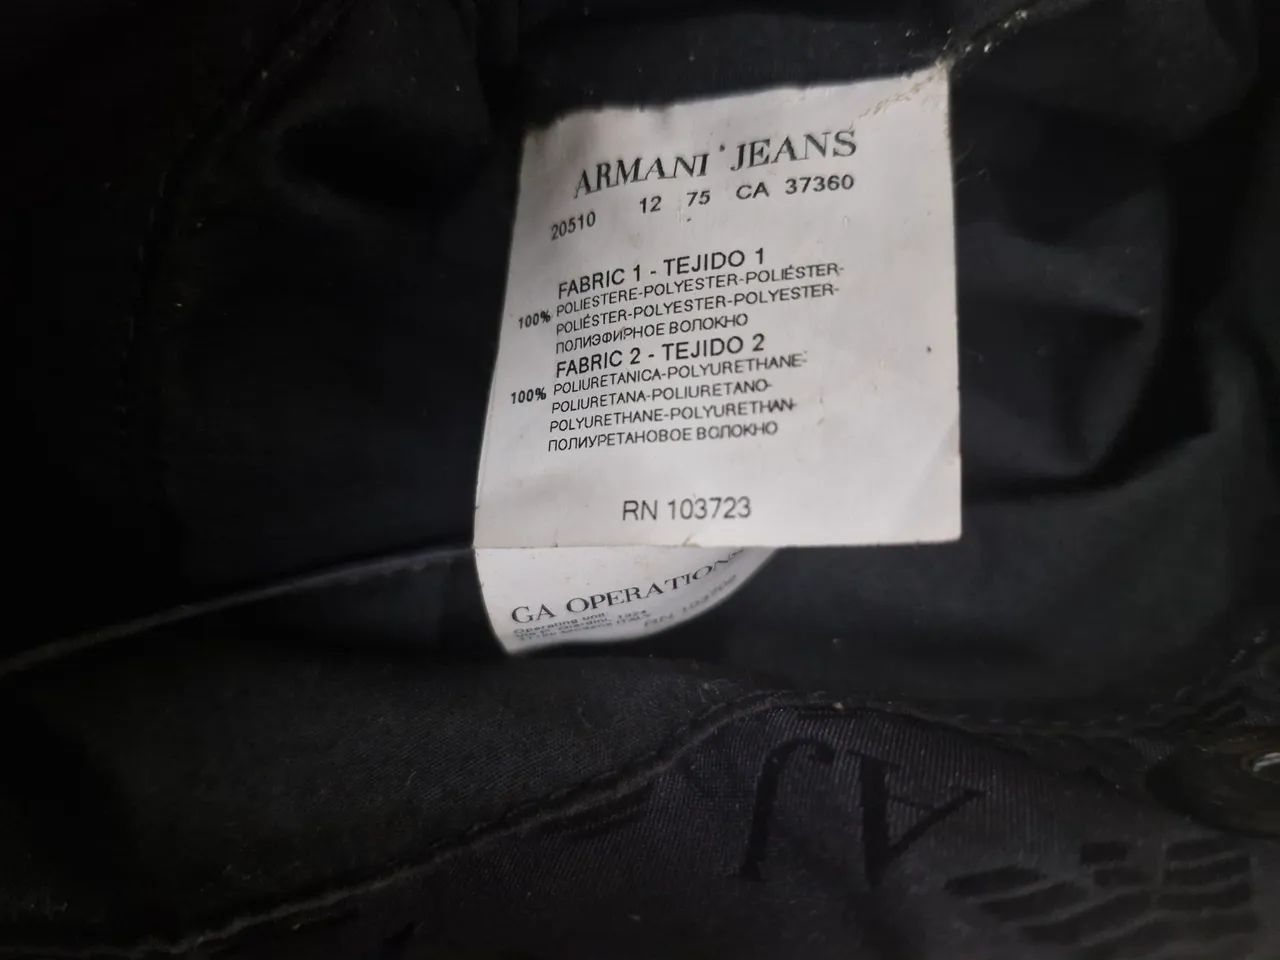 ARMANI JEANS
20510 12 75 CA 37360
FABRIC 1 - TEJIDO 1
100% POLIESTERE-POLYESTER-POLIÉSTER-
POLIÉSTER-POLYESTER-POLYESTER-
ПОЛИЭФИРНОЕ ВОЛОКНО
FABRIC 2 - TEJIDO 2
100% POLIURETANICA-POLYURETHANE-
POLIURETANA-POLIURETANO-
POLYURETHANE-POLYURETHAN-
ПОЛИУРЕТАНОВОЕ ВОЛОКНО
RN 103723
GA OPERATIONS
Operating unit:
AJ